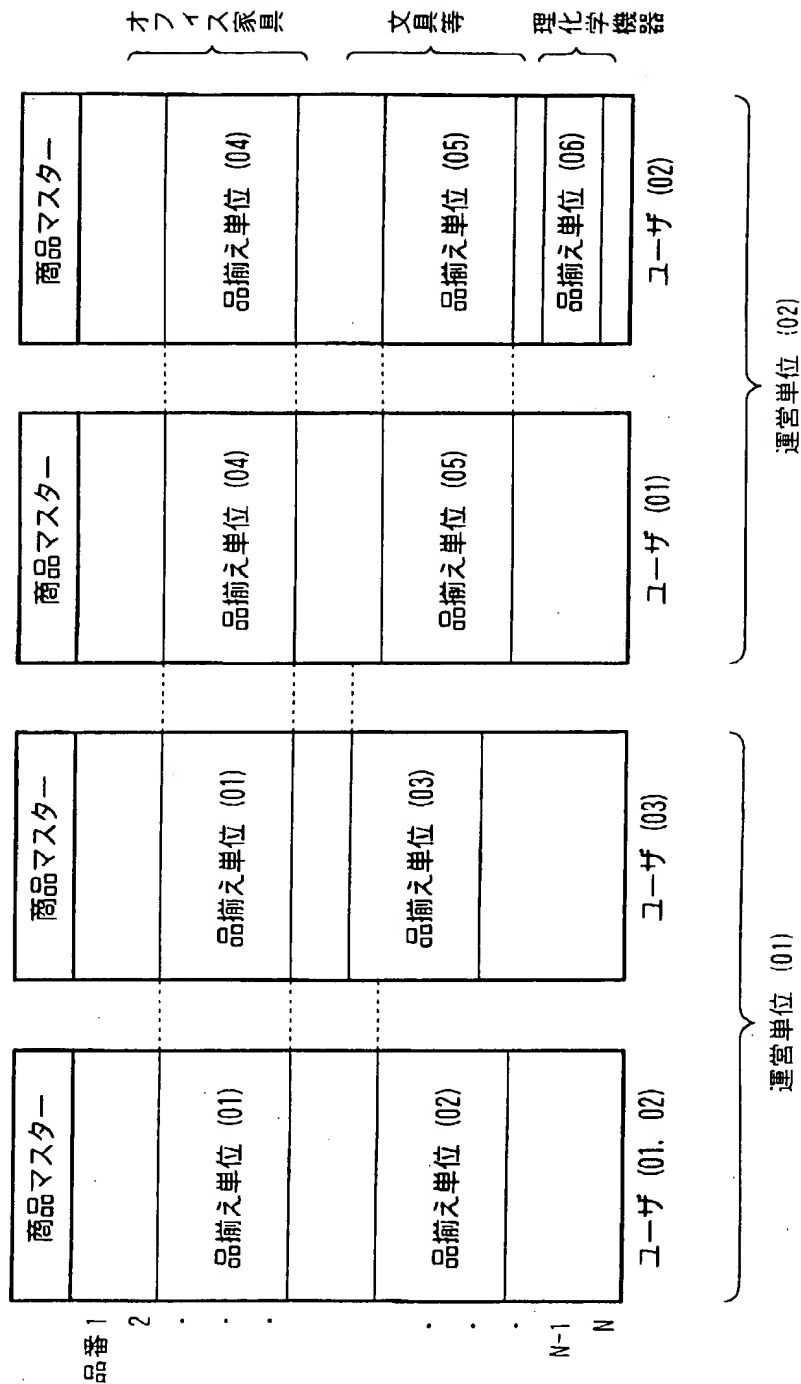 商品マスター
商品マスター
商品マスター
商品マスター
品番 1
2
・
・
・
・
・
・
N-1
N
品揃え単位 (01)
品揃え単位 (02)
品揃え単位 (01)
品揃え単位 (03)
品揃え単位 (04)
品揃え単位 (05)
品揃え単位 (04)
品揃え単位 (05)
品揃え単位 (06)
オフィス家具
文具等
理化学機器
ユーザ (01. 02)
ユーザ (03)
ユーザ (01)
ユーザ (02)
運営単位 (01)
運営単位 (02)